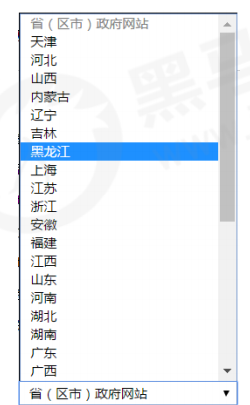 省（区市）政府网站
天津
河北
山西
内蒙古
辽宁
吉林
黑龙江
上海
江苏
浙江
安徽
福建
江西
山东
河南
湖北
湖南
广东
广西
省（区市）政府网站